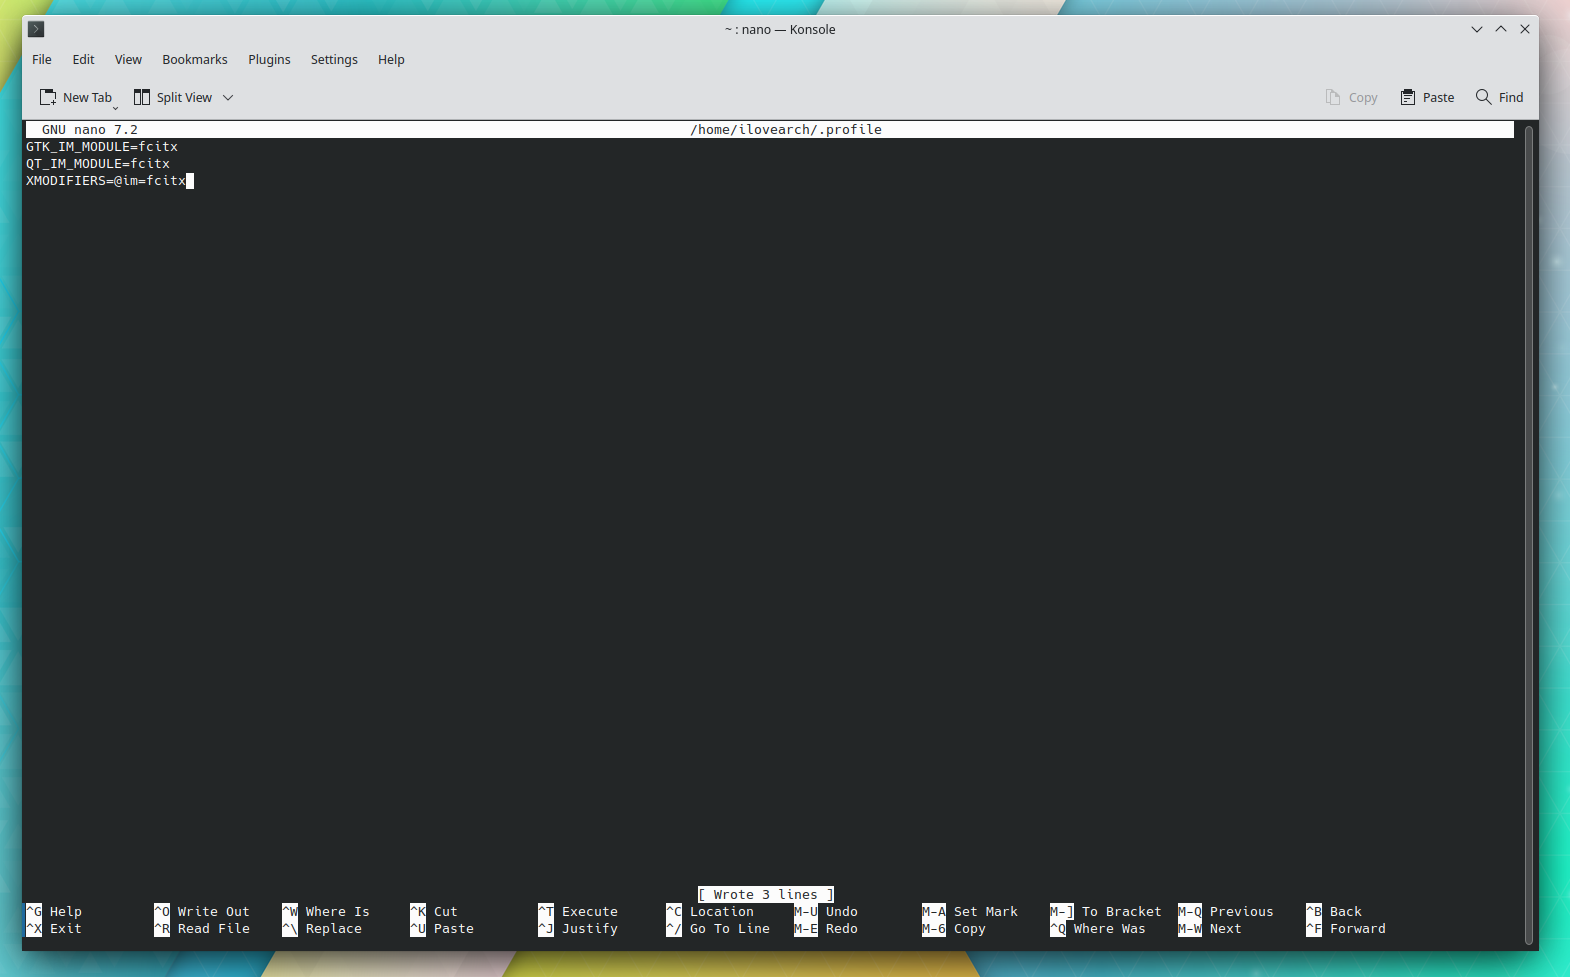 ~ : nano — Konsole
File Edit View Bookmarks Plugins Settings Help
New Tab Split View Copy Paste Find
GNU nano 7.2 /home/ilovearch/.profile
GTK_IM_MODULE=fcitx
QT_IM_MODULE=fcitx
XMODIFIERS=@im=fcitx
[ Wrote 3 lines ]
^G Help ^O Write Out ^W Where Is ^K Cut ^T Execute ^C Location M-U Undo M-A Set Mark M-] To Bracket M-Q Previous ^B Back
^X Exit ^R Read File ^\ Replace ^U Paste ^J Justify ^/ Go To Line M-E Redo M-6 Copy ^Q Where Was M-W Next ^F Forward